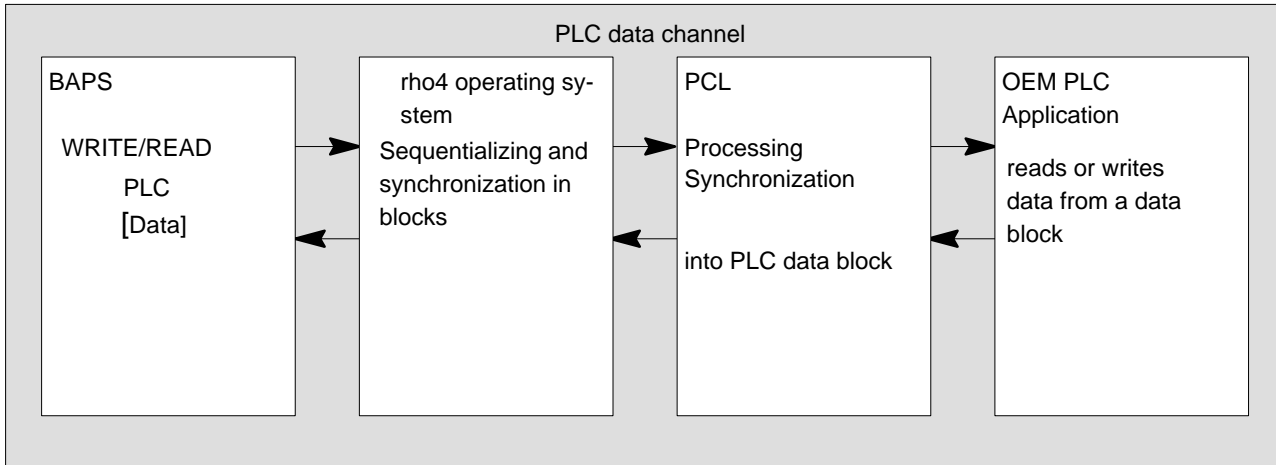 PLC data channel
BAPS
WRITE/READ
PLC
[Data]
rho4 operating sy-
stem
Sequentializing and
synchronization in
blocks
PCL
Processing
Synchronization
into PLC data block
OEM PLC
Application
reads or writes
data from a data
block